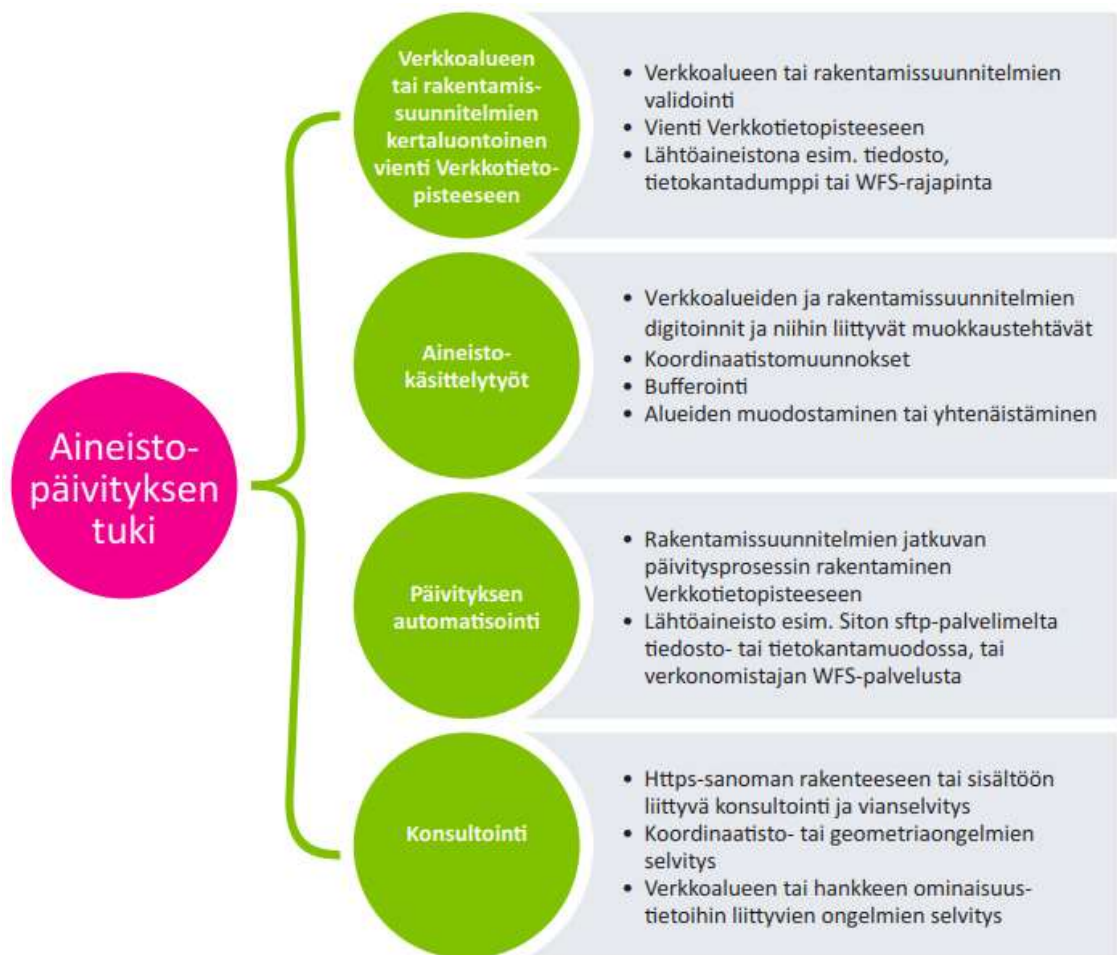 Aineisto-
päivityksen
tuki
Verkkoalueen
tai rakentamis-
suunnitelmien
kertaluontoinen
vienti Verkkotieto-
pisteeseen
• Verkkoalueen tai rakentamissuunnitelmien
validointi
• Vienti Verkkotietopisteeseen
• Lähtöaineistona esim. tiedosto,
tietokantadumppi tai WFS-rajapinta
Aineisto-
käsittelytyöt
• Verkkoalueiden ja rakentamissuunnitelmien
digitoinnit ja niihin liittyvät muokkaustehtävät
• Koordinaatistomuunnokset
• Bufferointi
• Alueiden muodostaminen tai yhtenäistäminen
Päivityksen
automatisointi
• Rakentamissuunnitelmien jatkuvan
päivitysprosessin rakentaminen
Verkkotietopisteeseen
• Lähtöaineisto esim. Siton sftp-palvelimelta
tiedosto- tai tietokantamuodossa, tai
verkonomistajan WFS-palvelusta
Konsultointi
• Https-sanoman rakenteeseen tai sisältöön
liittyvä konsultointi ja vianselvitys
• Koordinaatisto- tai geometriaongelmien
selvitys
• Verkkoalueen tai hankkeen ominaisuus-
tietoihin liittyvien ongelmien selvitys